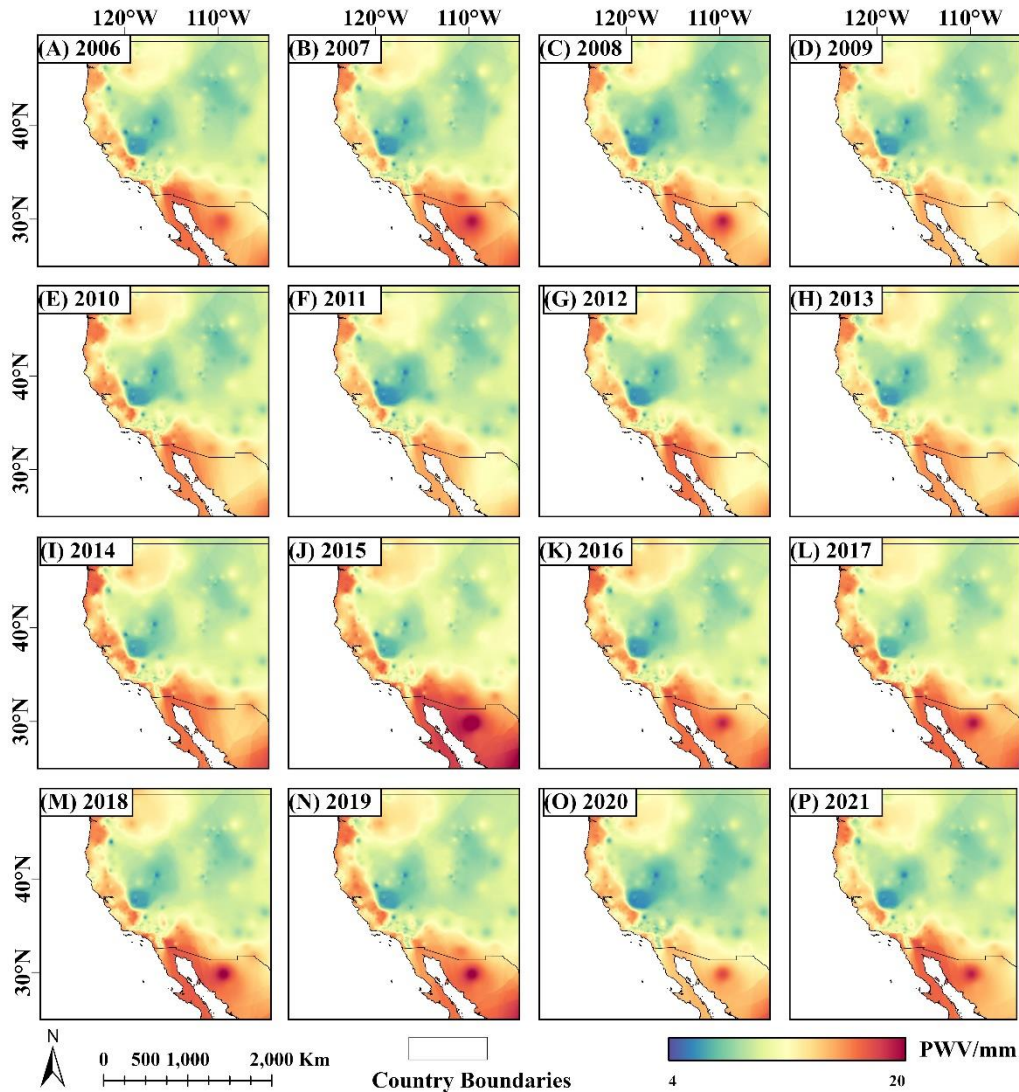 120°W 110°W 120°W 110°W 120°W 110°W 120°W 110°W
(A) 2006 (B) 2007 (C) 2008 (D) 2009
40°N
30°N
(E) 2010 (F) 2011 (G) 2012 (H) 2013
40°N
30°N
(I) 2014 (J) 2015 (K) 2016 (L) 2017
40°N
30°N
(M) 2018 (N) 2019 (O) 2020 (P) 2021
40°N
30°N
N
0 500 1,000 2,000 Km
Country Boundaries
PWV/mm
4 20